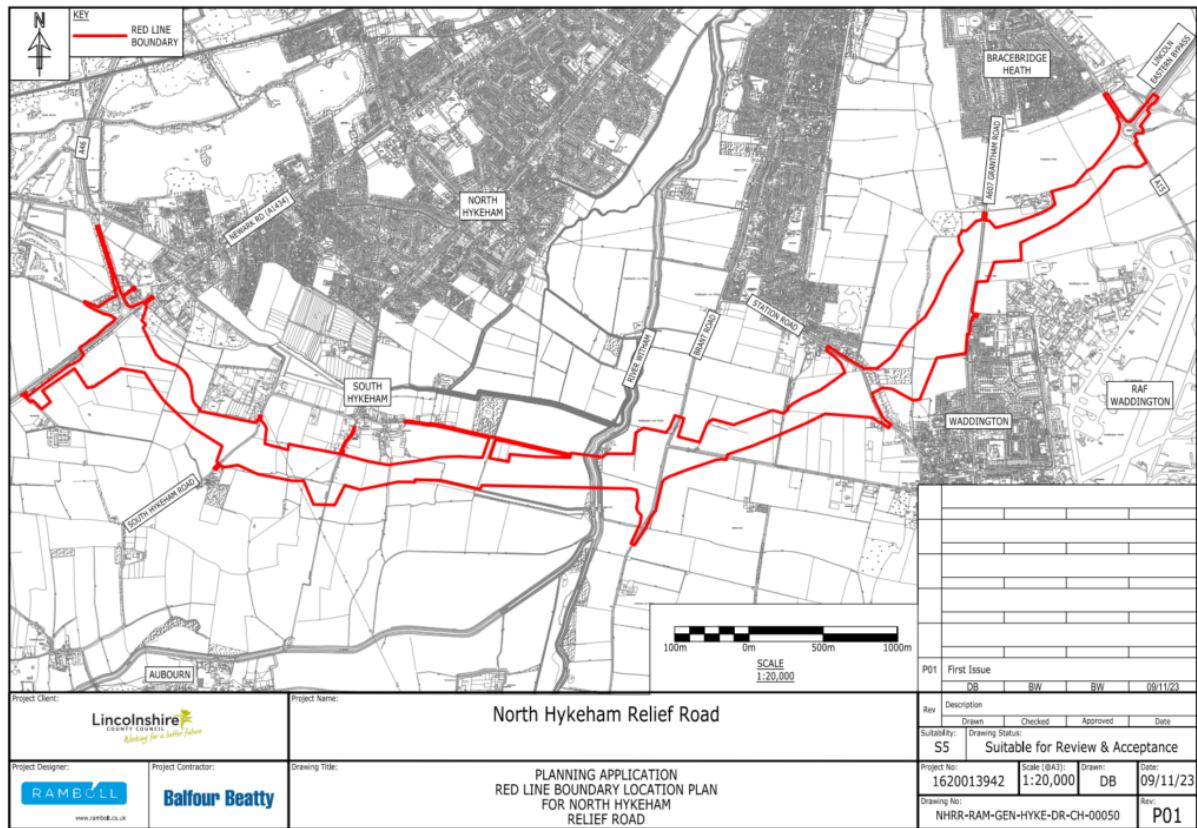 N
KEY
RED LINE
BOUNDARY
A46
NEWARK RD (A1434)
NORTH
HYKEHAM
BRACEBRIDGE
HEATH
LINCOLN
EASTERN BYPASS
A607 GRANTHAM ROAD
A15
STATION ROAD
BRANT ROAD
RIVER WITHAM
SOUTH
HYKEHAM
SOUTH HYKEHAM ROAD
WADDINGTON
RAF
WADDINGTON
AUBOURN
100m 0m 500m 1000m
SCALE
1:20,000
P01 First Issue
DB BW BW 09/11/23
Rev Description
Drawn Checked Approved Date
Suitability: Drawing Status:
S5 Suitable for Review & Acceptance
Project No: Scale (@A3): Drawn: Date:
1620013942 1:20,000 DB 09/11/23
Drawing No: Rev:
NHRR-RAM-GEN-HYKE-DR-CH-00050 P01
Project Client:
Lincolnshire
COUNTY COUNCIL
Working for a better future
Project Name:
North Hykeham Relief Road
Project Designer:
RAMBOLL
www.ramboll.co.uk
Project Contractor:
Balfour Beatty
Drawing Title:
PLANNING APPLICATION
RED LINE BOUNDARY LOCATION PLAN
FOR NORTH HYKEHAM
RELIEF ROAD